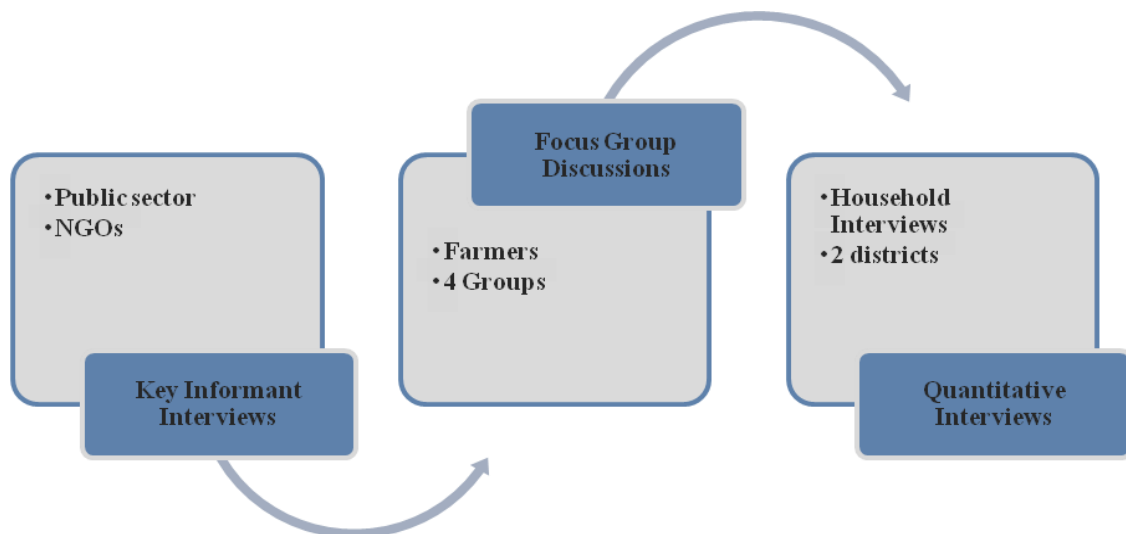 •Public sector
•NGOs
Key Informant
Interviews
Focus Group
Discussions
•Farmers
•4 Groups
•Household
Interviews
•2 districts
Quantitative
Interviews